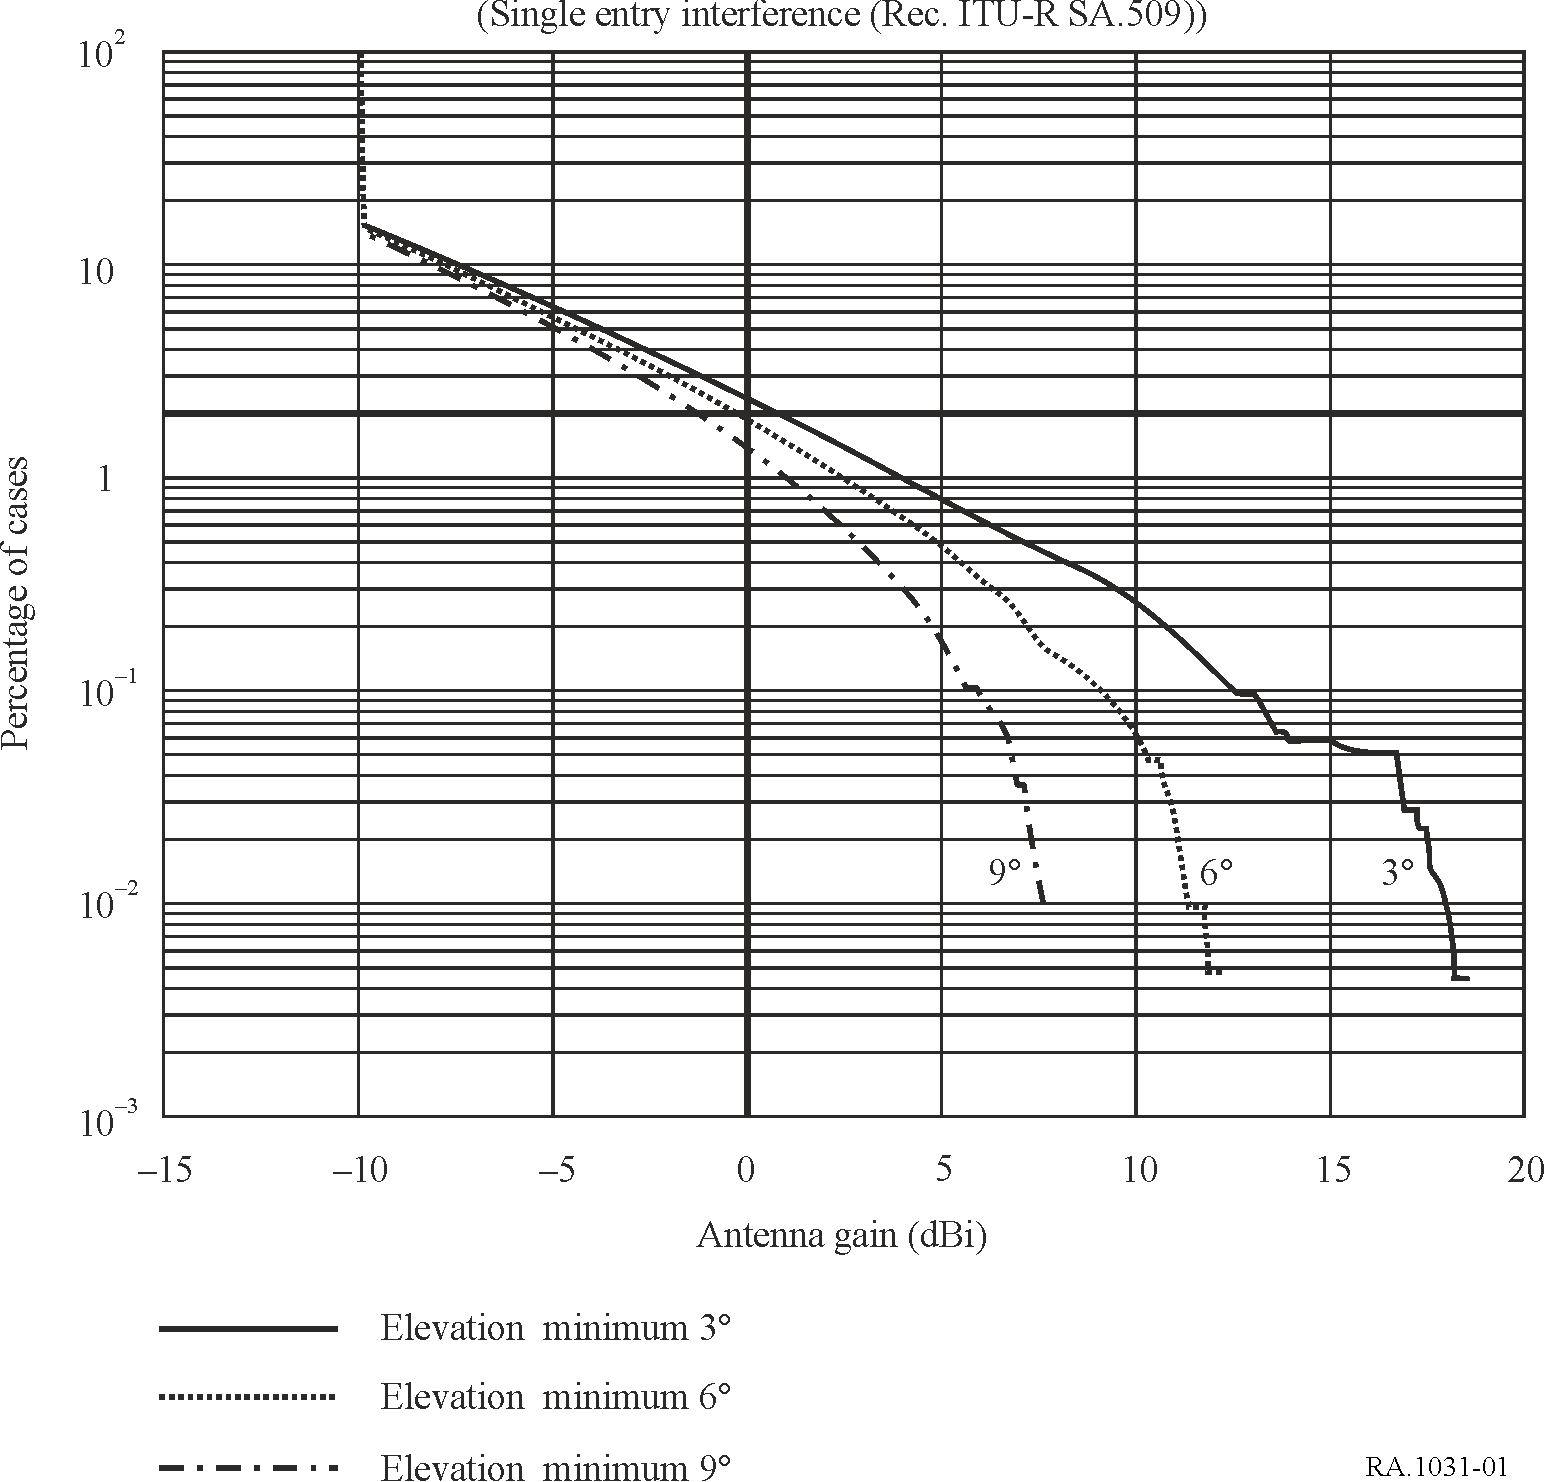 (Single entry interference (Rec. ITU-R SA.509))
10²
10
1
10⁻¹
10⁻²
10⁻³
Percentage of cases
9°
6°
3°
–15
–10
–5
0
5
10
15
20
Antenna gain (dBi)
Elevation minimum 3°
Elevation minimum 6°
Elevation minimum 9°
RA.1031-01